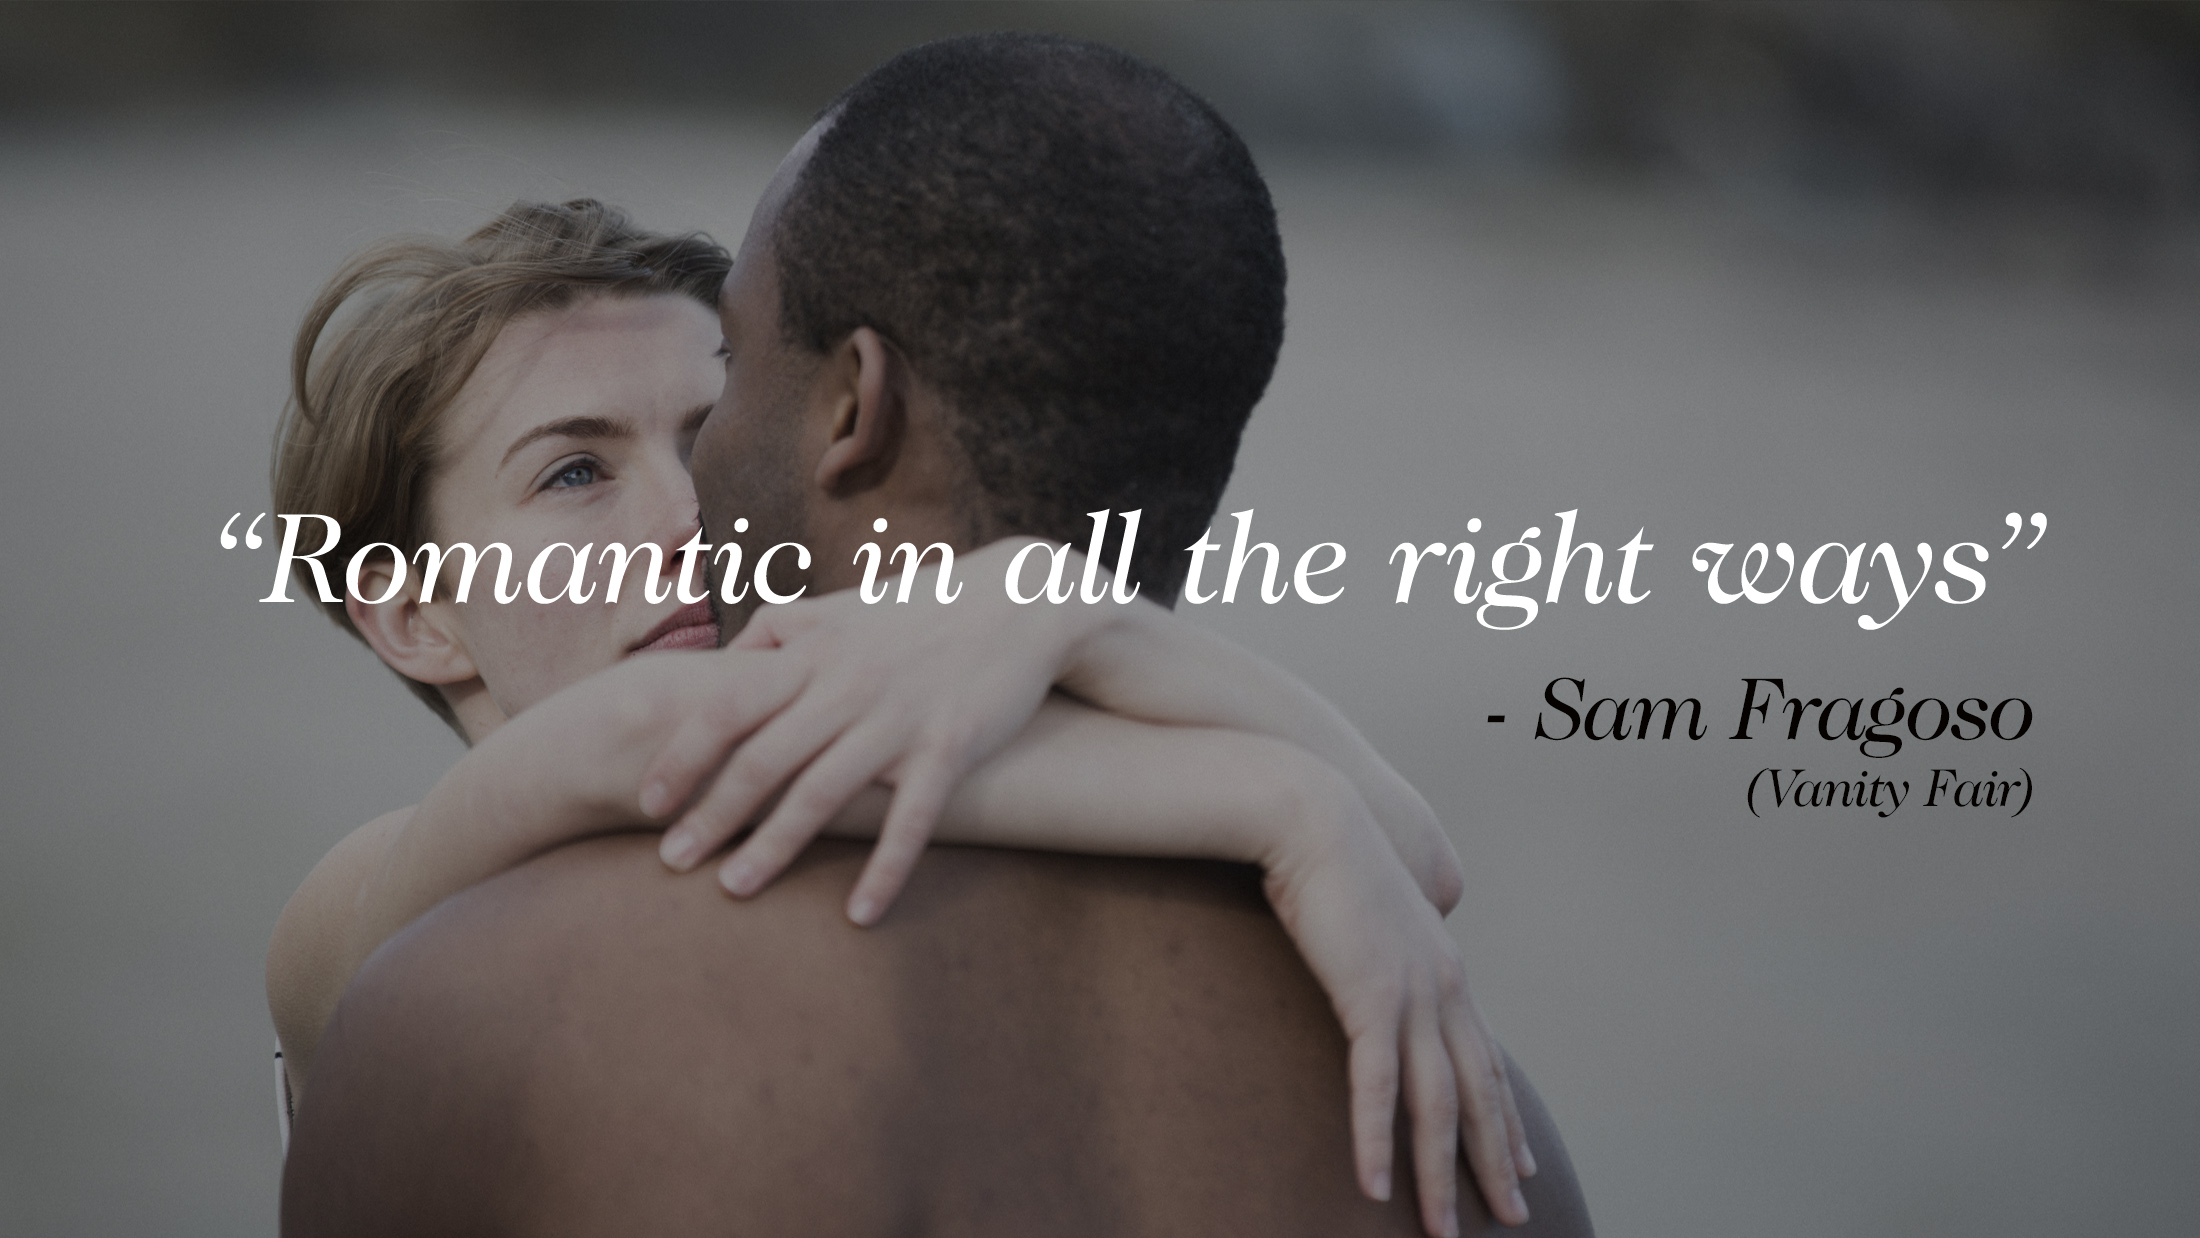 “Romantic in all the right ways”
- Sam Fragoso
(Vanity Fair)